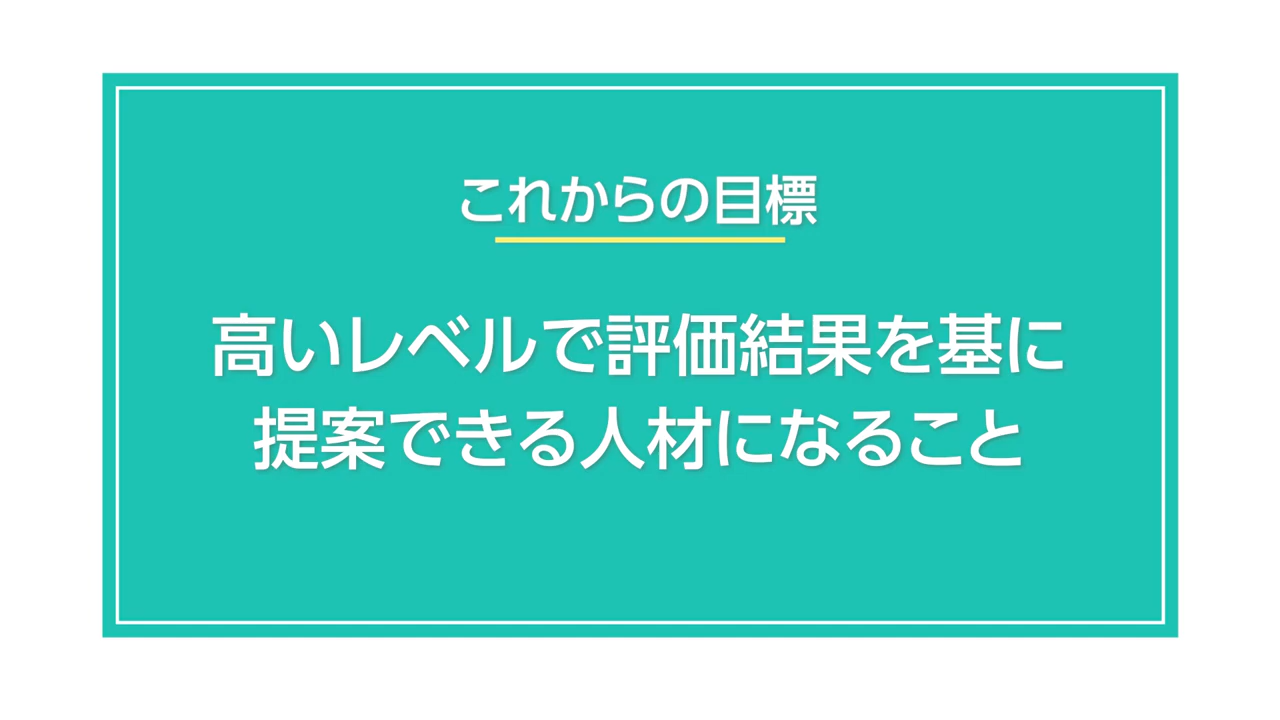 これからの目標
高いレベルで評価結果を基に
提案できる人材になること